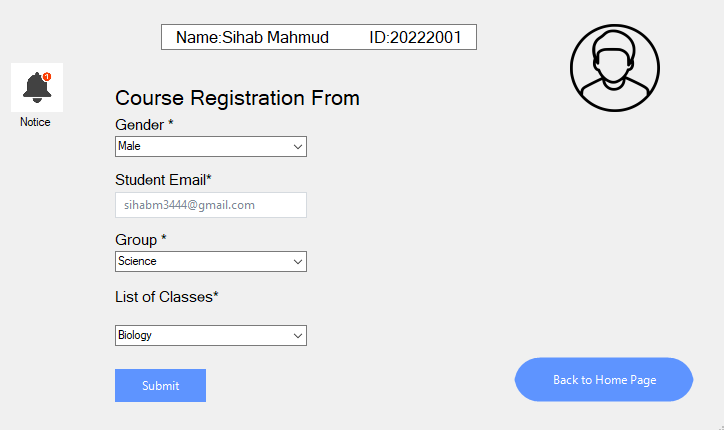 Name:Sihab Mahmud ID:20222001
1
Notice
Course Registration From
Gender *
Male
Student Email*
sihabm3444@gmail.com
Group *
Science
List of Classes*
Biology
Submit
Back to Home Page